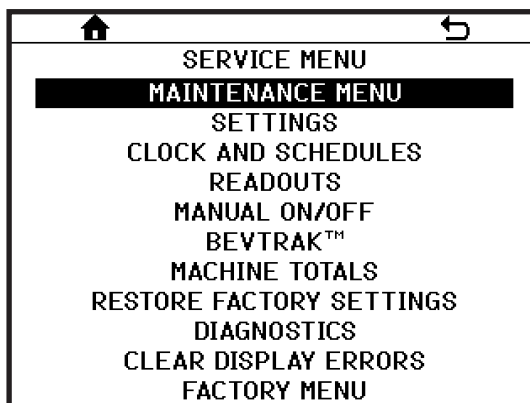 SERVICE MENU
MAINTENANCE MENU
SETTINGS
CLOCK AND SCHEDULES
READOUTS
MANUAL ON/OFF
BEVTRAK™
MACHINE TOTALS
RESTORE FACTORY SETTINGS
DIAGNOSTICS
CLEAR DISPLAY ERRORS
FACTORY MENU